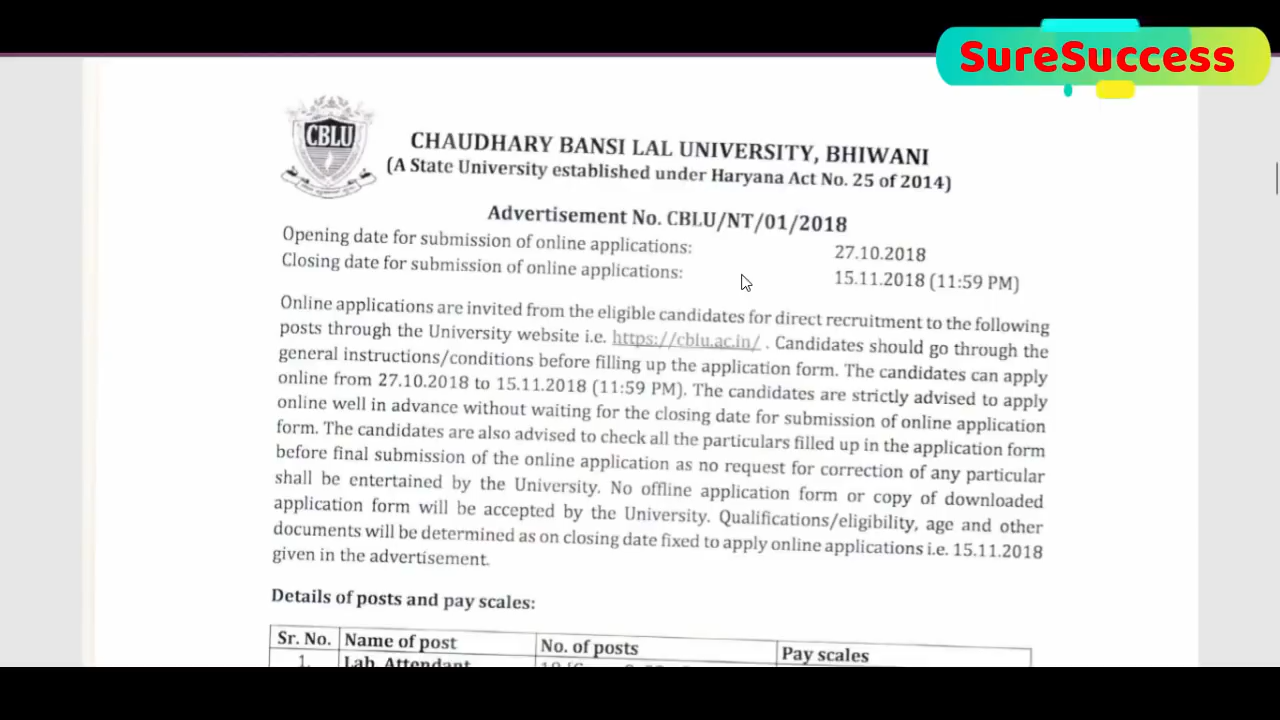 SureSuccess
CBLU
CHAUDHARY BANSI LAL UNIVERSITY, BHIWANI
(A State University established under Haryana Act No. 25 of 2014)
Advertisement No. CBLU/NT/01/2018
Opening date for submission of online applications: 27.10.2018
Closing date for submission of online applications: 15.11.2018 (11:59 PM)
Online applications are invited from the eligible candidates for direct recruitment to the following
posts through the University website i.e. https://cblu.ac.in/ . Candidates should go through the
general instructions/conditions before filling up the application form. The candidates can apply
online from 27.10.2018 to 15.11.2018 (11:59 PM). The candidates are strictly advised to apply
online well in advance without waiting for the closing date for submission of online application
form. The candidates are also advised to check all the particulars filled up in the application form
before final submission of the online application as no request for correction of any particular
shall be entertained by the University. No offline application form or copy of downloaded
application form will be accepted by the University. Qualifications/eligibility, age and other
documents will be determined as on closing date fixed to apply online applications i.e. 15.11.2018
given in the advertisement.
Details of posts and pay scales:
Sr. No. Name of post No. of posts Pay scales
1. Lab. Attendant